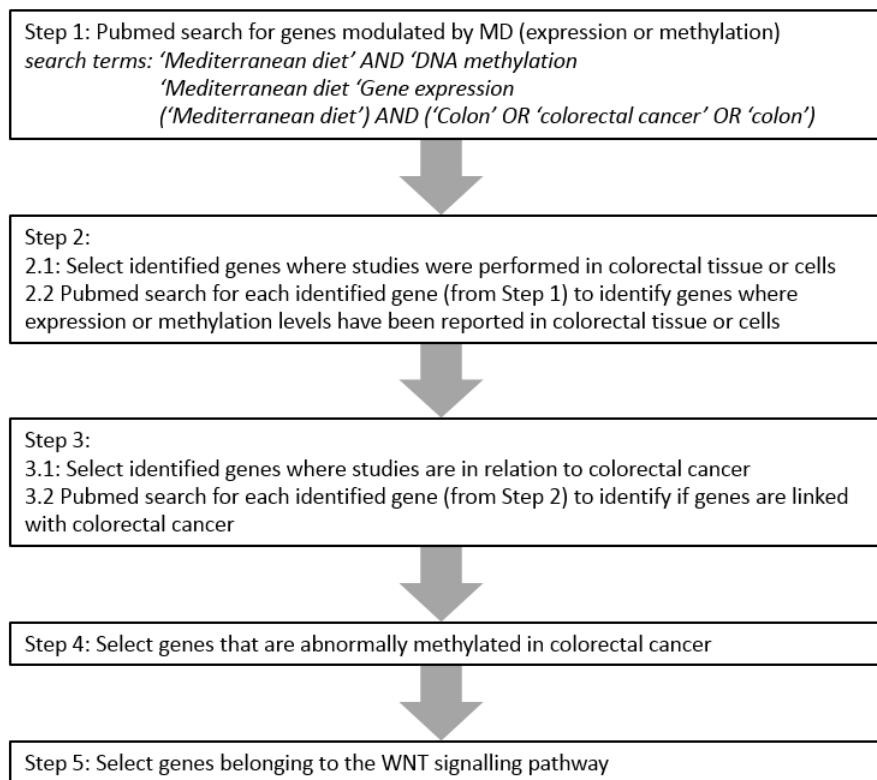 Step 1: Pubmed search for genes modulated by MD (expression or methylation)
search terms: ‘Mediterranean diet’ AND ‘DNA methylation
‘Mediterranean diet ‘Gene expression
(‘Mediterranean diet’) AND (‘Colon’ OR ‘colorectal cancer’ OR ‘colon’)
Step 2:
2.1: Select identified genes where studies were performed in colorectal tissue or cells
2.2 Pubmed search for each identified gene (from Step 1) to identify genes where
expression or methylation levels have been reported in colorectal tissue or cells
Step 3:
3.1: Select identified genes where studies are in relation to colorectal cancer
3.2 Pubmed search for each identified gene (from Step 2) to identify if genes are linked
with colorectal cancer
Step 4: Select genes that are abnormally methylated in colorectal cancer
Step 5: Select genes belonging to the WNT signalling pathway